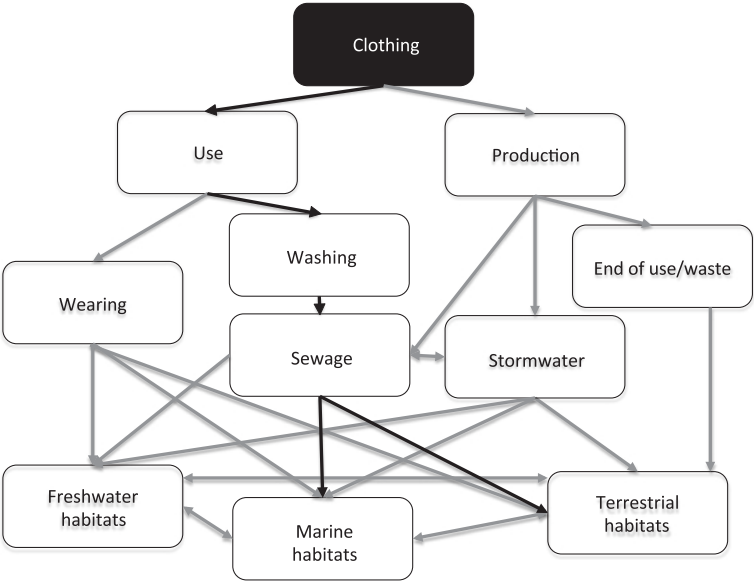 Clothing
Use
Production
Washing
End of use/waste
Wearing
Sewage
Stormwater
Freshwater
habitats
Marine
habitats
Terrestrial
habitats